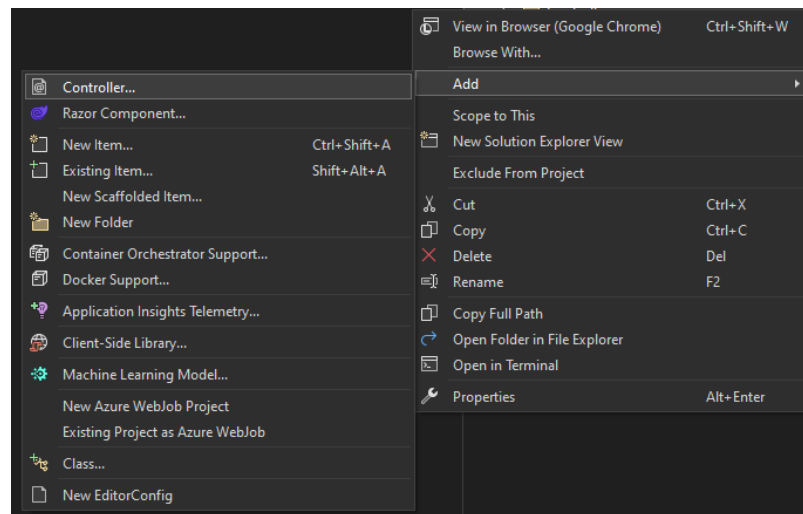 View in Browser (Google Chrome) Ctrl+Shift+W
Browse With...
Add
Scope to This
New Solution Explorer View
Exclude From Project
Cut Ctrl+X
Copy Ctrl+C
Delete Del
Rename F2
Copy Full Path
Open Folder in File Explorer
Open in Terminal
Properties Alt+Enter
Controller...
Razor Component...
New Item... Ctrl+Shift+A
Existing Item... Shift+Alt+A
New Scaffolded Item...
New Folder
Container Orchestrator Support...
Docker Support...
Application Insights Telemetry...
Client-Side Library...
Machine Learning Model...
New Azure WebJob Project
Existing Project as Azure WebJob
Class...
New EditorConfig